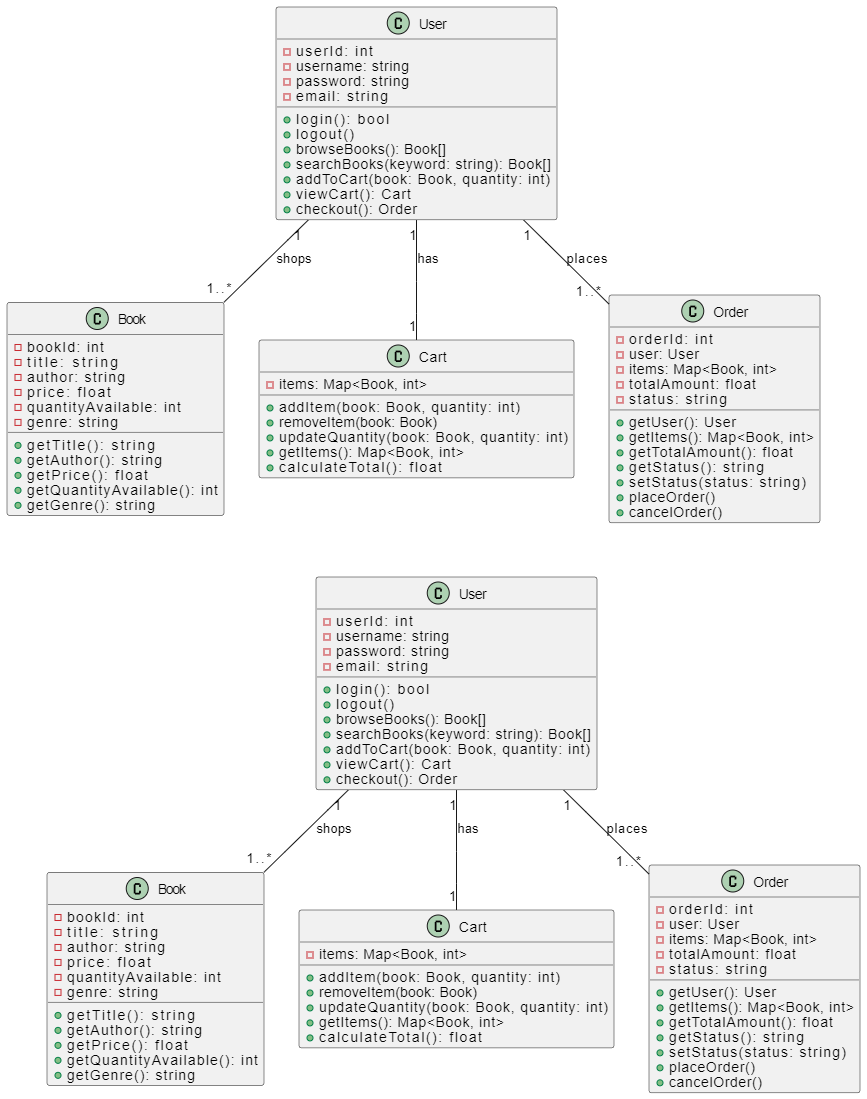 C User
userId: int
username: string
password: string
email: string
login(): bool
logout()
browseBooks(): Book[]
searchBooks(keyword: string): Book[]
addToCart(book: Book, quantity: int)
viewCart(): Cart
checkout(): Order
1 1 1
shops has places
1..* 1 1..*
C Book
bookId: int
title: string
author: string
price: float
quantityAvailable: int
genre: string
getTitle(): string
getAuthor(): string
getPrice(): float
getQuantityAvailable(): int
getGenre(): string
C Cart
items: Map<Book, int>
addItem(book: Book, quantity: int)
removeItem(book: Book)
updateQuantity(book: Book, quantity: int)
getItems(): Map<Book, int>
calculateTotal(): float
C Order
orderId: int
user: User
items: Map<Book, int>
totalAmount: float
status: string
getUser(): User
getItems(): Map<Book, int>
getTotalAmount(): float
getStatus(): string
setStatus(status: string)
placeOrder()
cancelOrder()
C User
userId: int
username: string
password: string
email: string
login(): bool
logout()
browseBooks(): Book[]
searchBooks(keyword: string): Book[]
addToCart(book: Book, quantity: int)
viewCart(): Cart
checkout(): Order
1 1 1
shops has places
1..* 1 1..*
C Book
bookId: int
title: string
author: string
price: float
quantityAvailable: int
genre: string
getTitle(): string
getAuthor(): string
getPrice(): float
getQuantityAvailable(): int
getGenre(): string
C Cart
items: Map<Book, int>
addItem(book: Book, quantity: int)
removeItem(book: Book)
updateQuantity(book: Book, quantity: int)
getItems(): Map<Book, int>
calculateTotal(): float
C Order
orderId: int
user: User
items: Map<Book, int>
totalAmount: float
status: string
getUser(): User
getItems(): Map<Book, int>
getTotalAmount(): float
getStatus(): string
setStatus(status: string)
placeOrder()
cancelOrder()